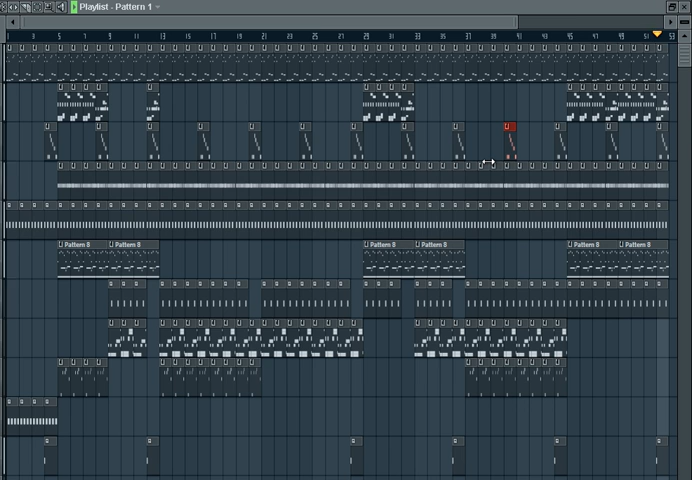 Playlist - Pattern 1
1 3 5 7 9 11 13 15 17 19 21 23 25 27 29 31 33 35 37 39 41 43 45 47 49 51 53
Pattern 8 Pattern 8 Pattern 8 Pattern 8 Pattern 8 Pattern 8